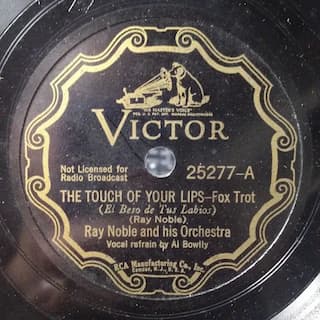 "HIS MASTER'S VOICE"
VICTOR
Not Licensed for
Radio Broadcast
25277-A
THE TOUCH OF YOUR LIPS-Fox Trot
(El Beso de Tus Labios)
(Ray Noble)
Ray Noble and his Orchestra
Vocal refrain by Al Bowlly
RCA Manufacturing Co., Inc.
Camden, N.J., U.S.A.